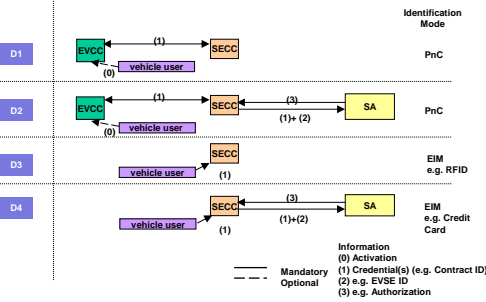 Identification
Mode
D1
EVCC
(1)
SECC
(0)
vehicle user
PnC
D2
EVCC
(1)
SECC
(3)
(1)+ (2)
SA
(0)
vehicle user
PnC
D3
SECC
vehicle user
(1)
EIM
e.g. RFID
D4
SECC
(3)
(1)+(2)
SA
vehicle user
(1)
EIM
e.g. Credit
Card
Mandatory
Optional
Information
(0) Activation
(1) Credential(s) (e.g. Contract ID)
(2) e.g. EVSE ID
(3) e.g. Authorization